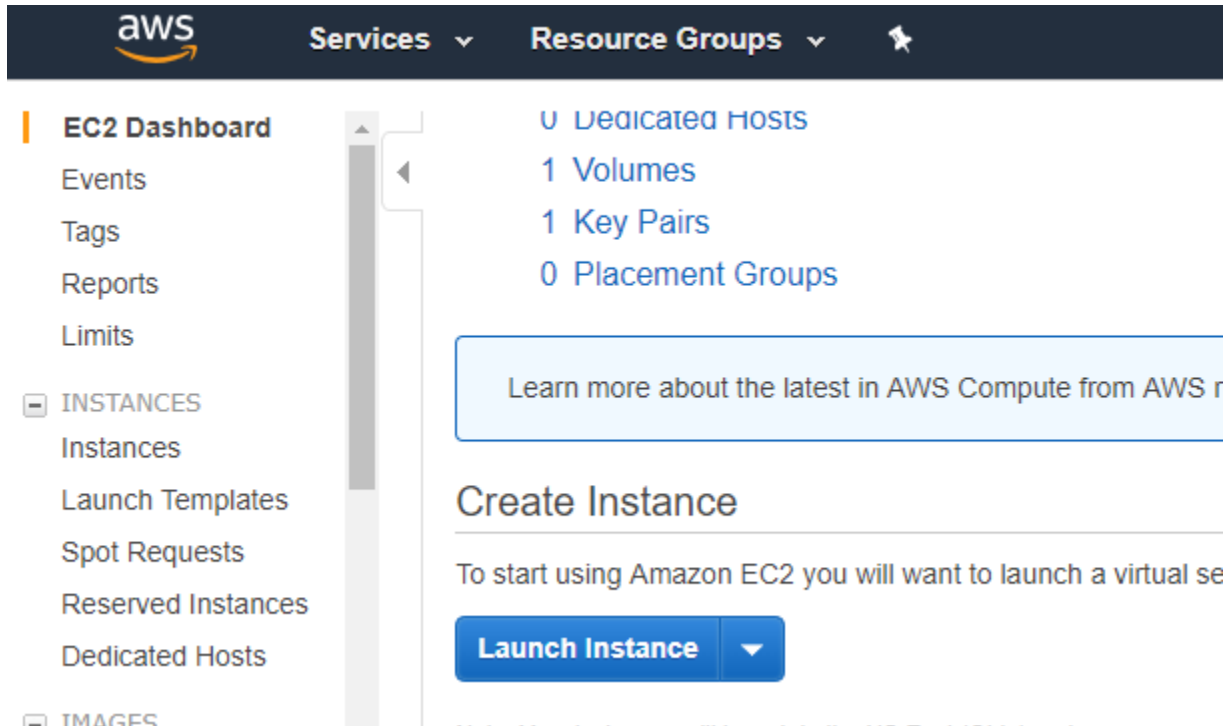 aws
Services
Resource Groups
EC2 Dashboard
Events
Tags
Reports
Limits
INSTANCES
Instances
Launch Templates
Spot Requests
Reserved Instances
Dedicated Hosts
IMAGES
0 Dedicated Hosts
1 Volumes
1 Key Pairs
0 Placement Groups
Learn more about the latest in AWS Compute from AWS
Create Instance
To start using Amazon EC2 you will want to launch a virtual
Launch Instance